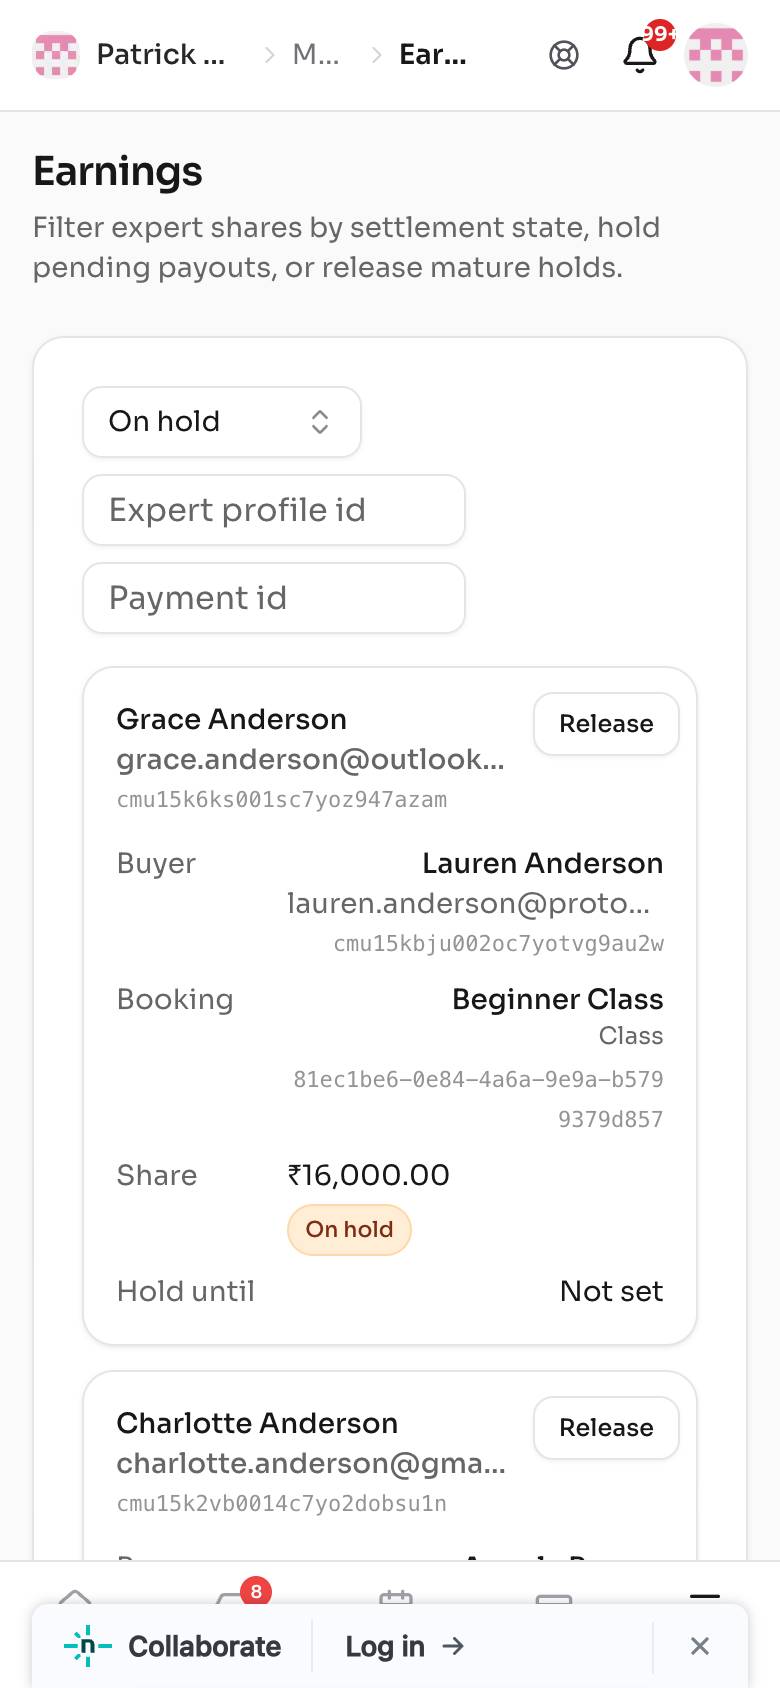 Patrick ...
M...
Ear...
99+
Earnings
Filter expert shares by settlement state, hold
pending payouts, or release mature holds.
On hold
Expert profile id
Payment id
Grace Anderson
Release
grace.anderson@outlook...
cmu15k6ks001sc7yoz947azam
Buyer
Lauren Anderson
lauren.anderson@proto...
cmu15kbju002oc7yotvg9au2w
Booking
Beginner Class
Class
81ec1be6-0e84-4a6a-9e9a-b579
9379d857
Share
₹16,000.00
On hold
Hold until
Not set
Charlotte Anderson
Release
charlotte.anderson@gma...
cmu15k2vb0014c7yo2dobsu1n
8
n
Collaborate
Log in →